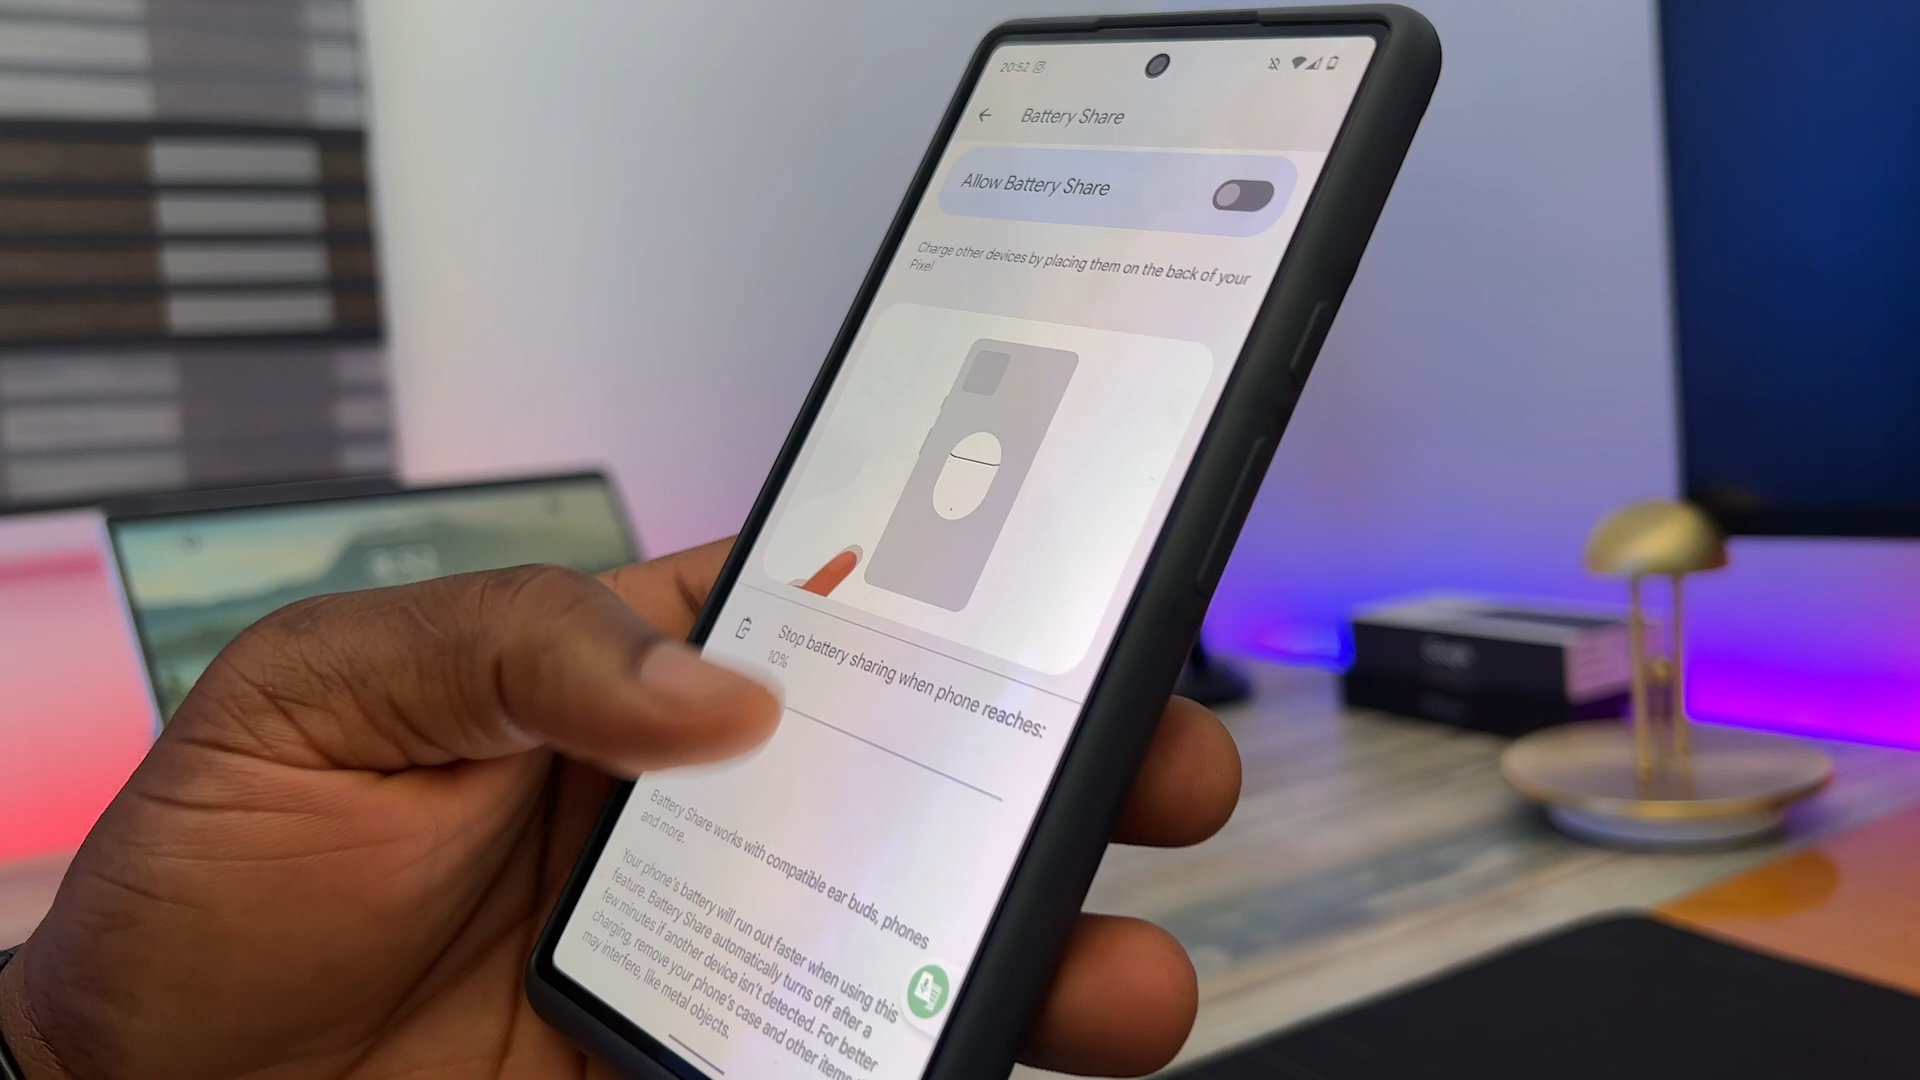 20:52
Battery Share
Allow Battery Share
Charge other devices by placing them on the back of your
Pixel
Stop battery sharing when phone reaches:
10%
Battery Share works with compatible ear buds, phones
and more.
Your phone's battery will run out faster when using this
feature. Battery Share automatically turns off after a
few minutes if another device isn't detected. For better
charging, remove your phone's case and other items
may interfere, like metal objects.